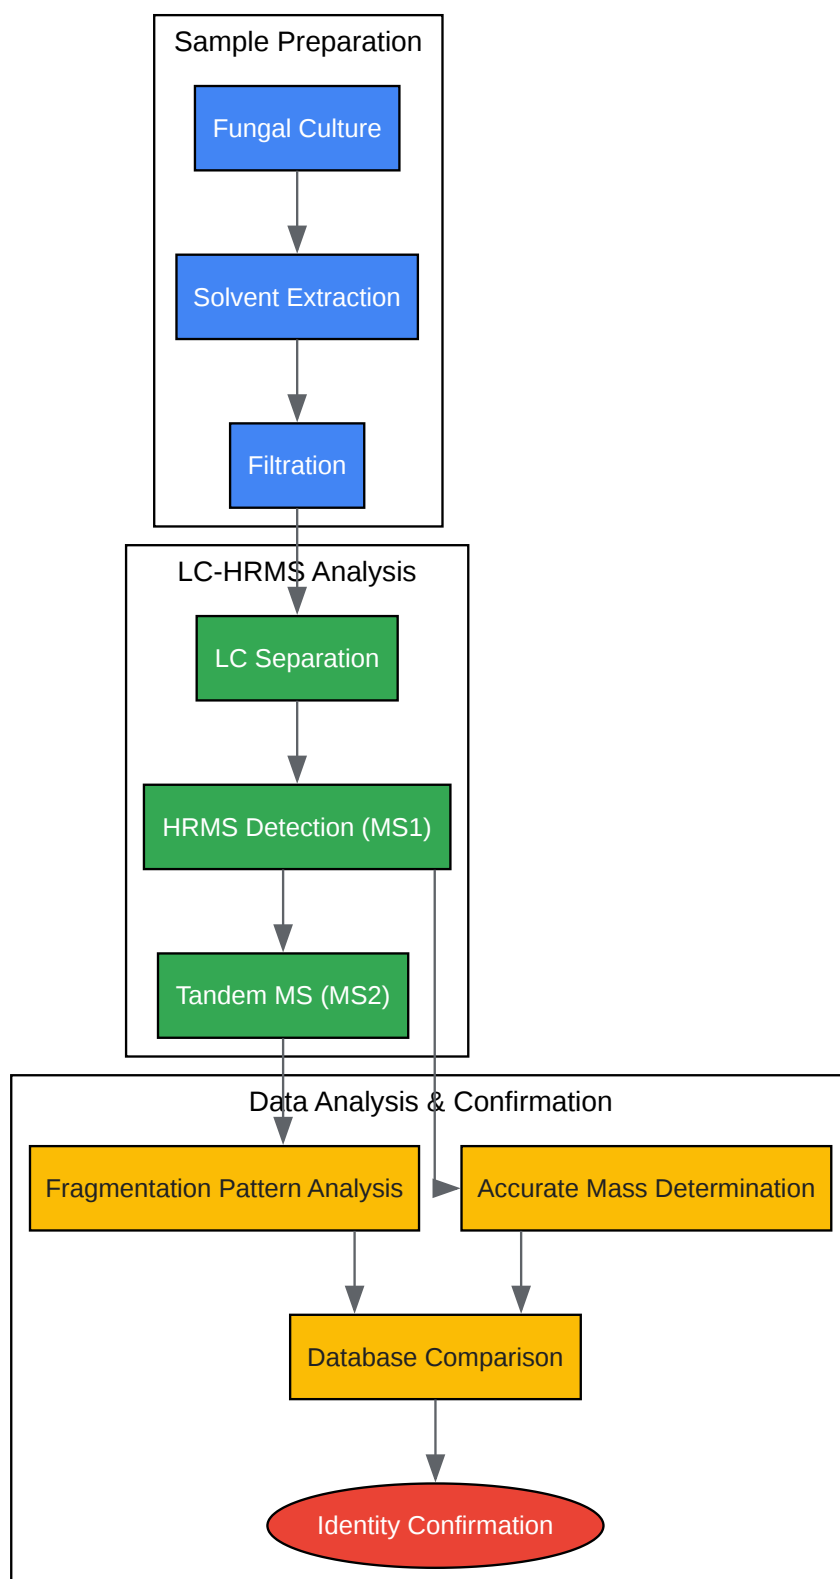 Sample Preparation
Fungal Culture
Solvent Extraction
Filtration
LC-HRMS Analysis
LC Separation
HRMS Detection (MS1)
Tandem MS (MS2)
Data Analysis & Confirmation
Fragmentation Pattern Analysis
Accurate Mass Determination
Database Comparison
Identity Confirmation